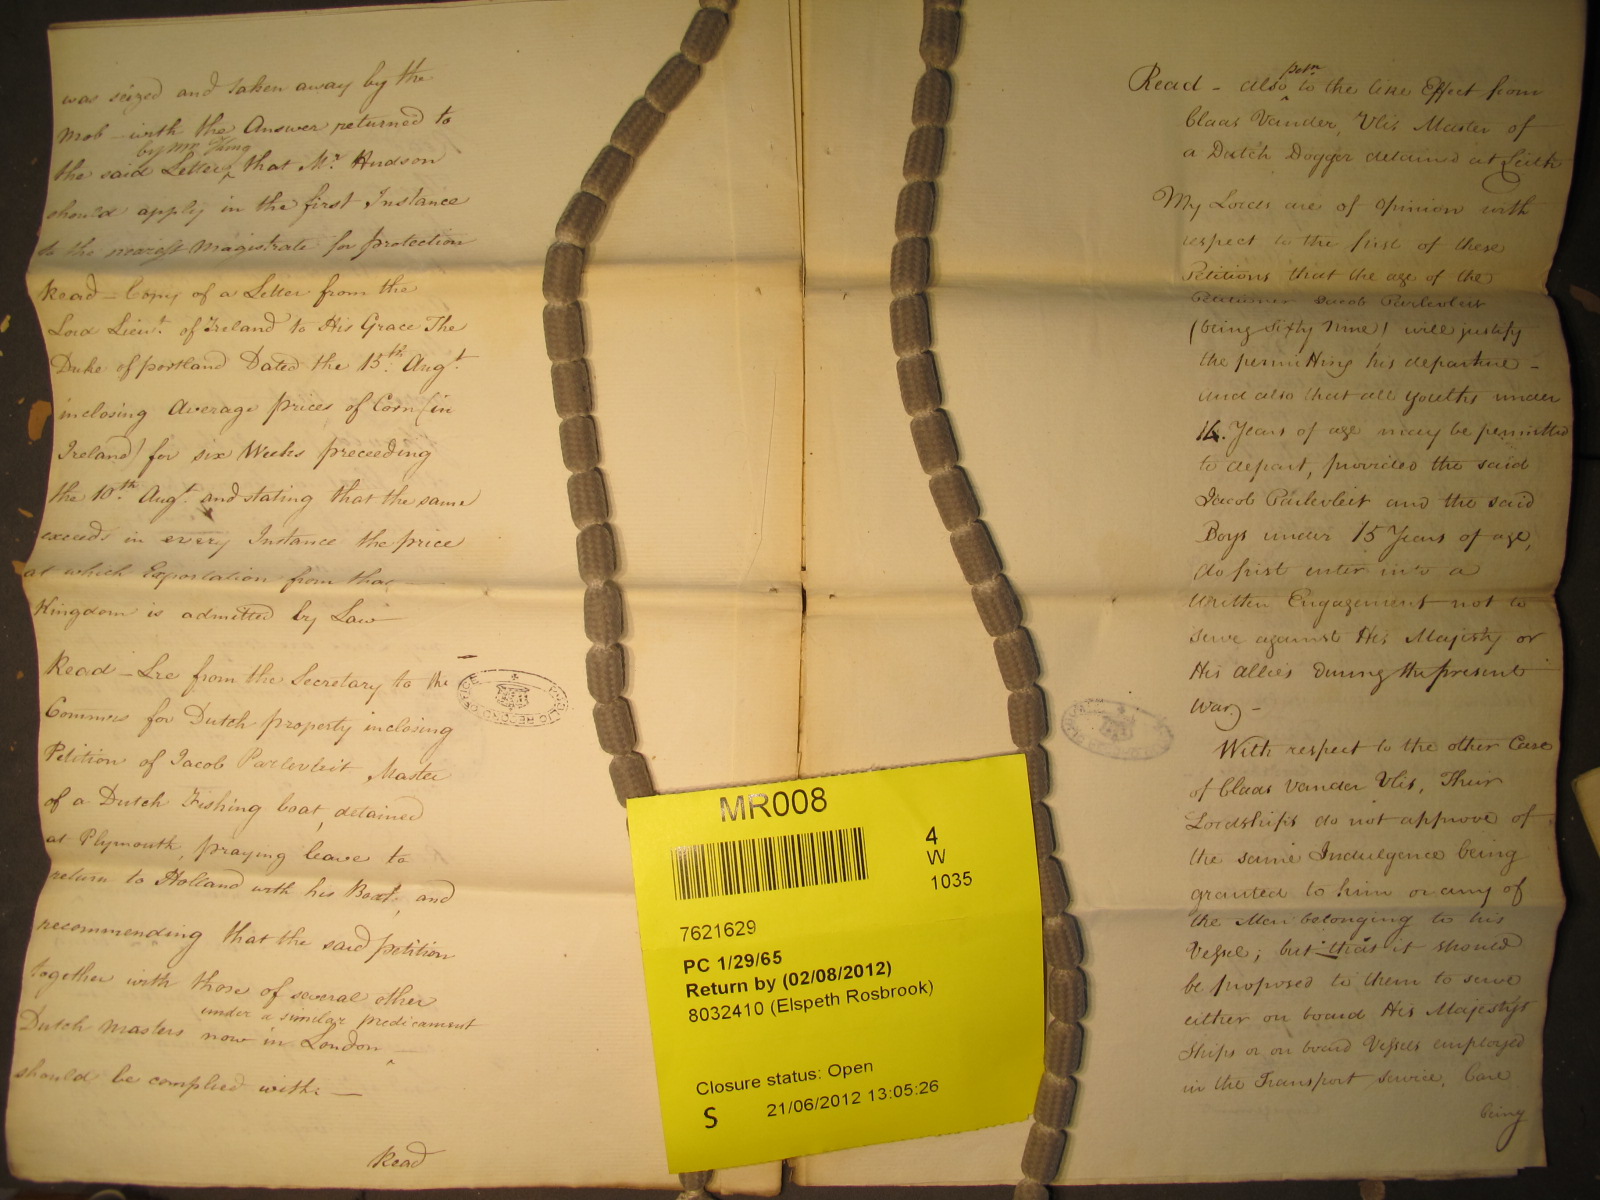 was seized and taken away by the
Mob - with the Answer returned to
by Mr King
the said Letter, that Mr. Hudson
should apply in the first Instance
to the nearest Magistrate for protection
Read - Copy of a Letter from the
Lord Lieut. of Ireland to His Grace The
Duke of portland Dated the 15th. Augt.
inclosing Average prices of Corn (in
Ireland) for six Weeks preceeding
the 10th. Augt. and stating that the same
exceeds in every Instance the price
at which Exportation from that
Kingdom is admitted by Law
Read - Lre from the Secretary to the
Commrs for Dutch property inclosing
Petition of Jacob Parlevleit, Master
of a Dutch Fishing boat, detained
at Plymouth, praying leave to
return to Holland with his Boat, and
recommending that the said petition
together with those of several other
under a similar predicament
Dutch Masters now in London
should be complied with. —
Read
PUBLIC RECORD OFFICE
petn
Read - also to the like Effect from
Claas Vander Vlis Master of
a Dutch Dogger detained at Leith
My Lords are of Opinion with
respect to the first of these
Petitions that the age of the
Petitioner Jacob Parlevleit
(being Sixty Nine) will justify
the permitting his departure -
and also that all youths under
14. Years of age may be permitted
to depart, provided the said
Jacob Parlevleit and the said
Boys under 15 Years of age,
do first enter into a
written Engagement not to
serve against His Majesty or
His Allies During the present
War, -
With respect to the other Case
of Claas Vander Vlis, Their
Lordships do not approve of
the same Indulgence being
granted to him or any of
the Men belonging to his
Vessel; but that it should
be proposed to them to serve
either on board His Majesty's
Ships or on board Vessels employed
in the Transport Service, Care
being
MR008
4
W
1035
7621629
PC 1/29/65
Return by (02/08/2012)
8032410 (Elspeth Rosbrook)
Closure status: Open
S 21/06/2012 13:05:26